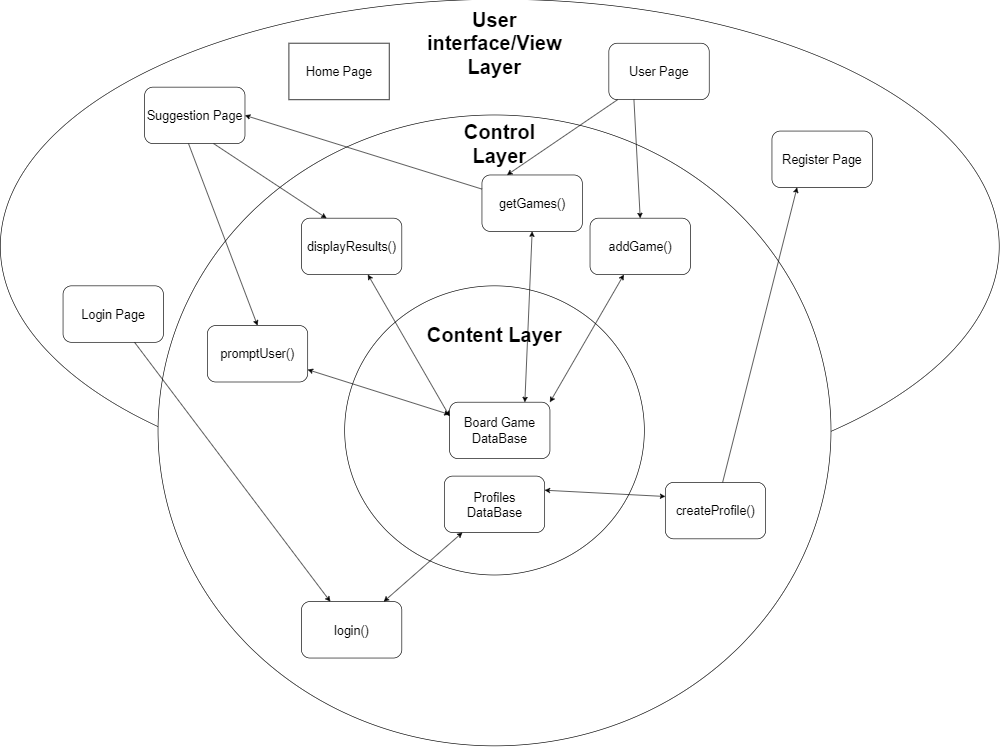 User
interface/View
Layer
Home Page
User Page
Suggestion Page
Control
Layer
Register Page
getGames()
displayResults()
addGame()
Login Page
Content Layer
promptUser()
Board Game
DataBase
Profiles
DataBase
createProfile()
login()